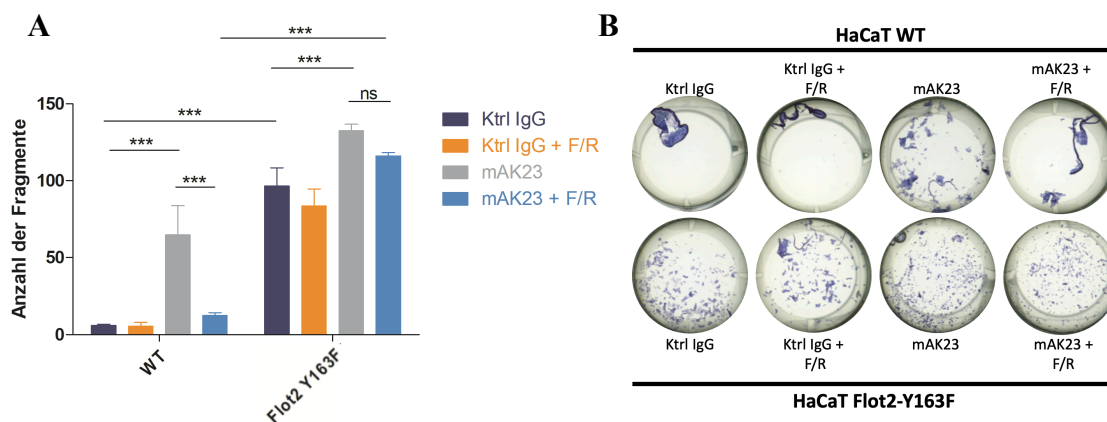 A
***
***
***
***
***
ns
150
100
50
0
Anzahl der Fragmente
WT
Flot2 Y163F
Ktrl IgG
Ktrl IgG + F/R
mAK23
mAK23 + F/R
B
HaCaT WT
Ktrl IgG
Ktrl IgG +
F/R
mAK23
mAK23 +
F/R
Ktrl IgG
Ktrl IgG +
F/R
mAK23
mAK23 +
F/R
HaCaT Flot2-Y163F